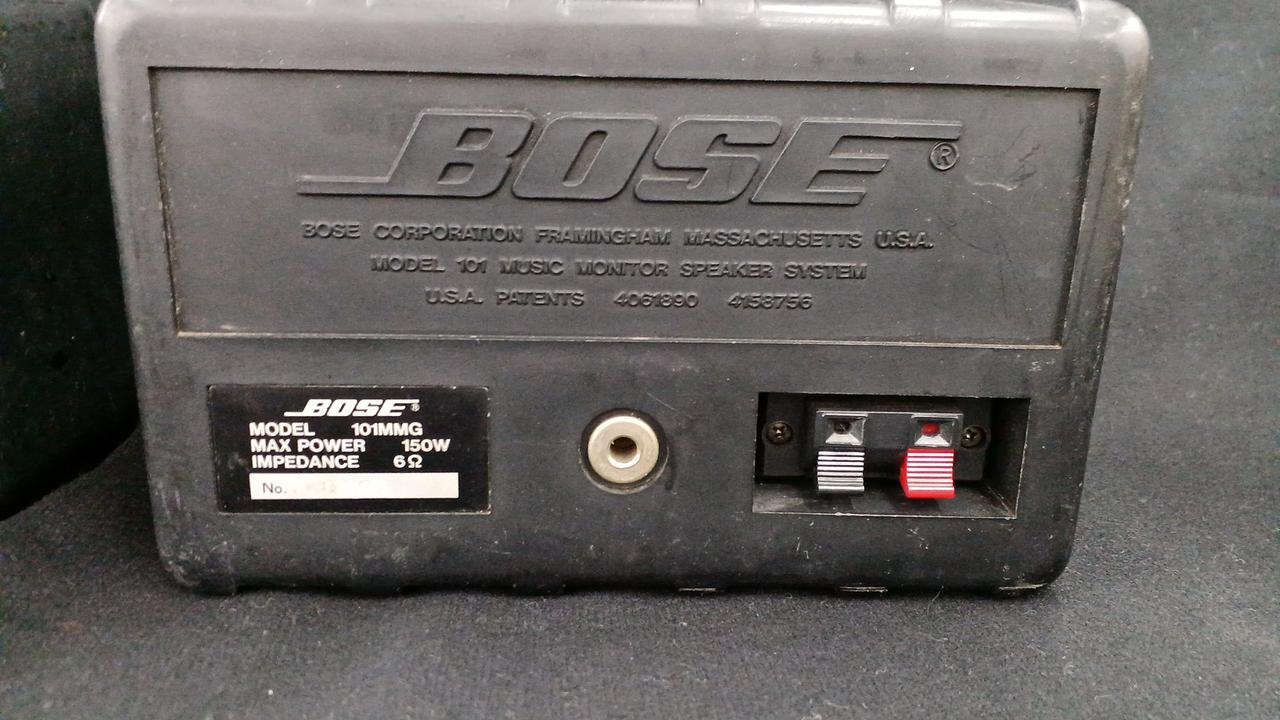 BOSE®
BOSE CORPORATION FRAMINGHAM MASSACHUSETTS U.S.A.
MODEL 101 MUSIC MONITOR SPEAKER SYSTEM
U.S.A. PATENTS 4061890 4158756
BOSE®
MODEL 101MMG
MAX POWER 150W
IMPEDANCE 6Ω
No.